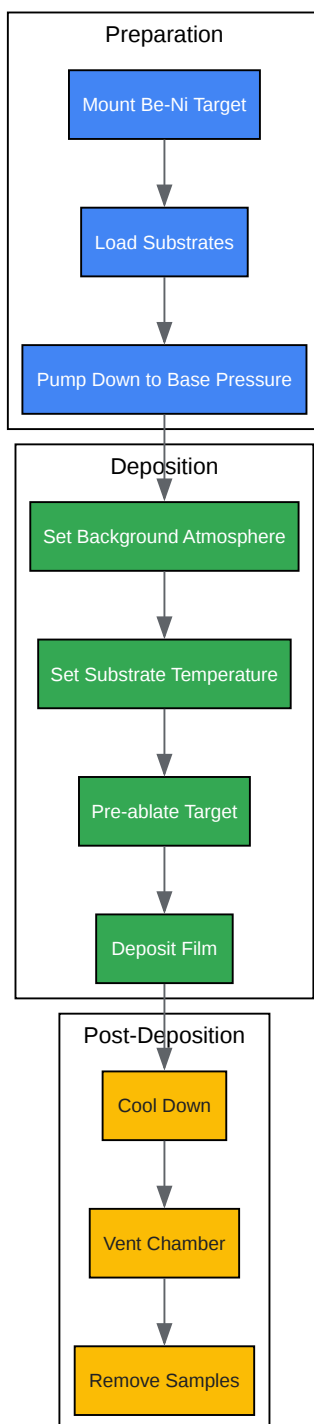 Preparation
Mount Be-Ni Target
Load Substrates
Pump Down to Base Pressure
Deposition
Set Background Atmosphere
Set Substrate Temperature
Pre-ablate Target
Deposit Film
Post-Deposition
Cool Down
Vent Chamber
Remove Samples